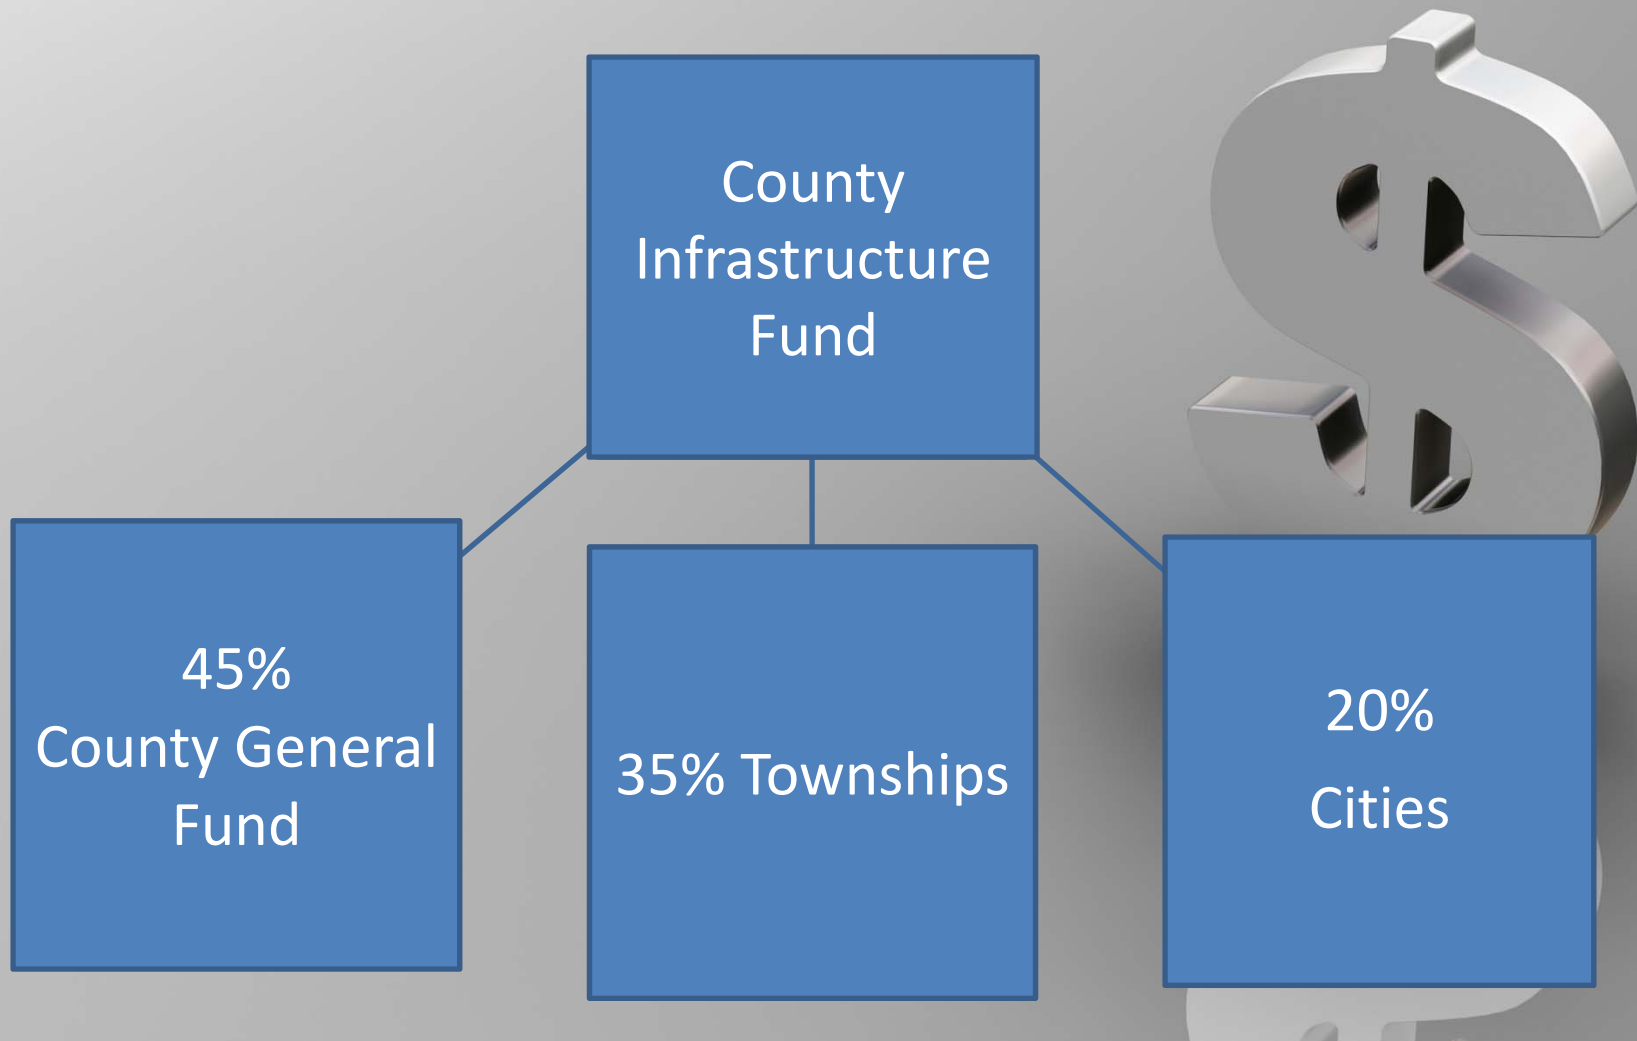 County
Infrastructure
Fund
45%
County General
Fund
35% Townships
20%
Cities